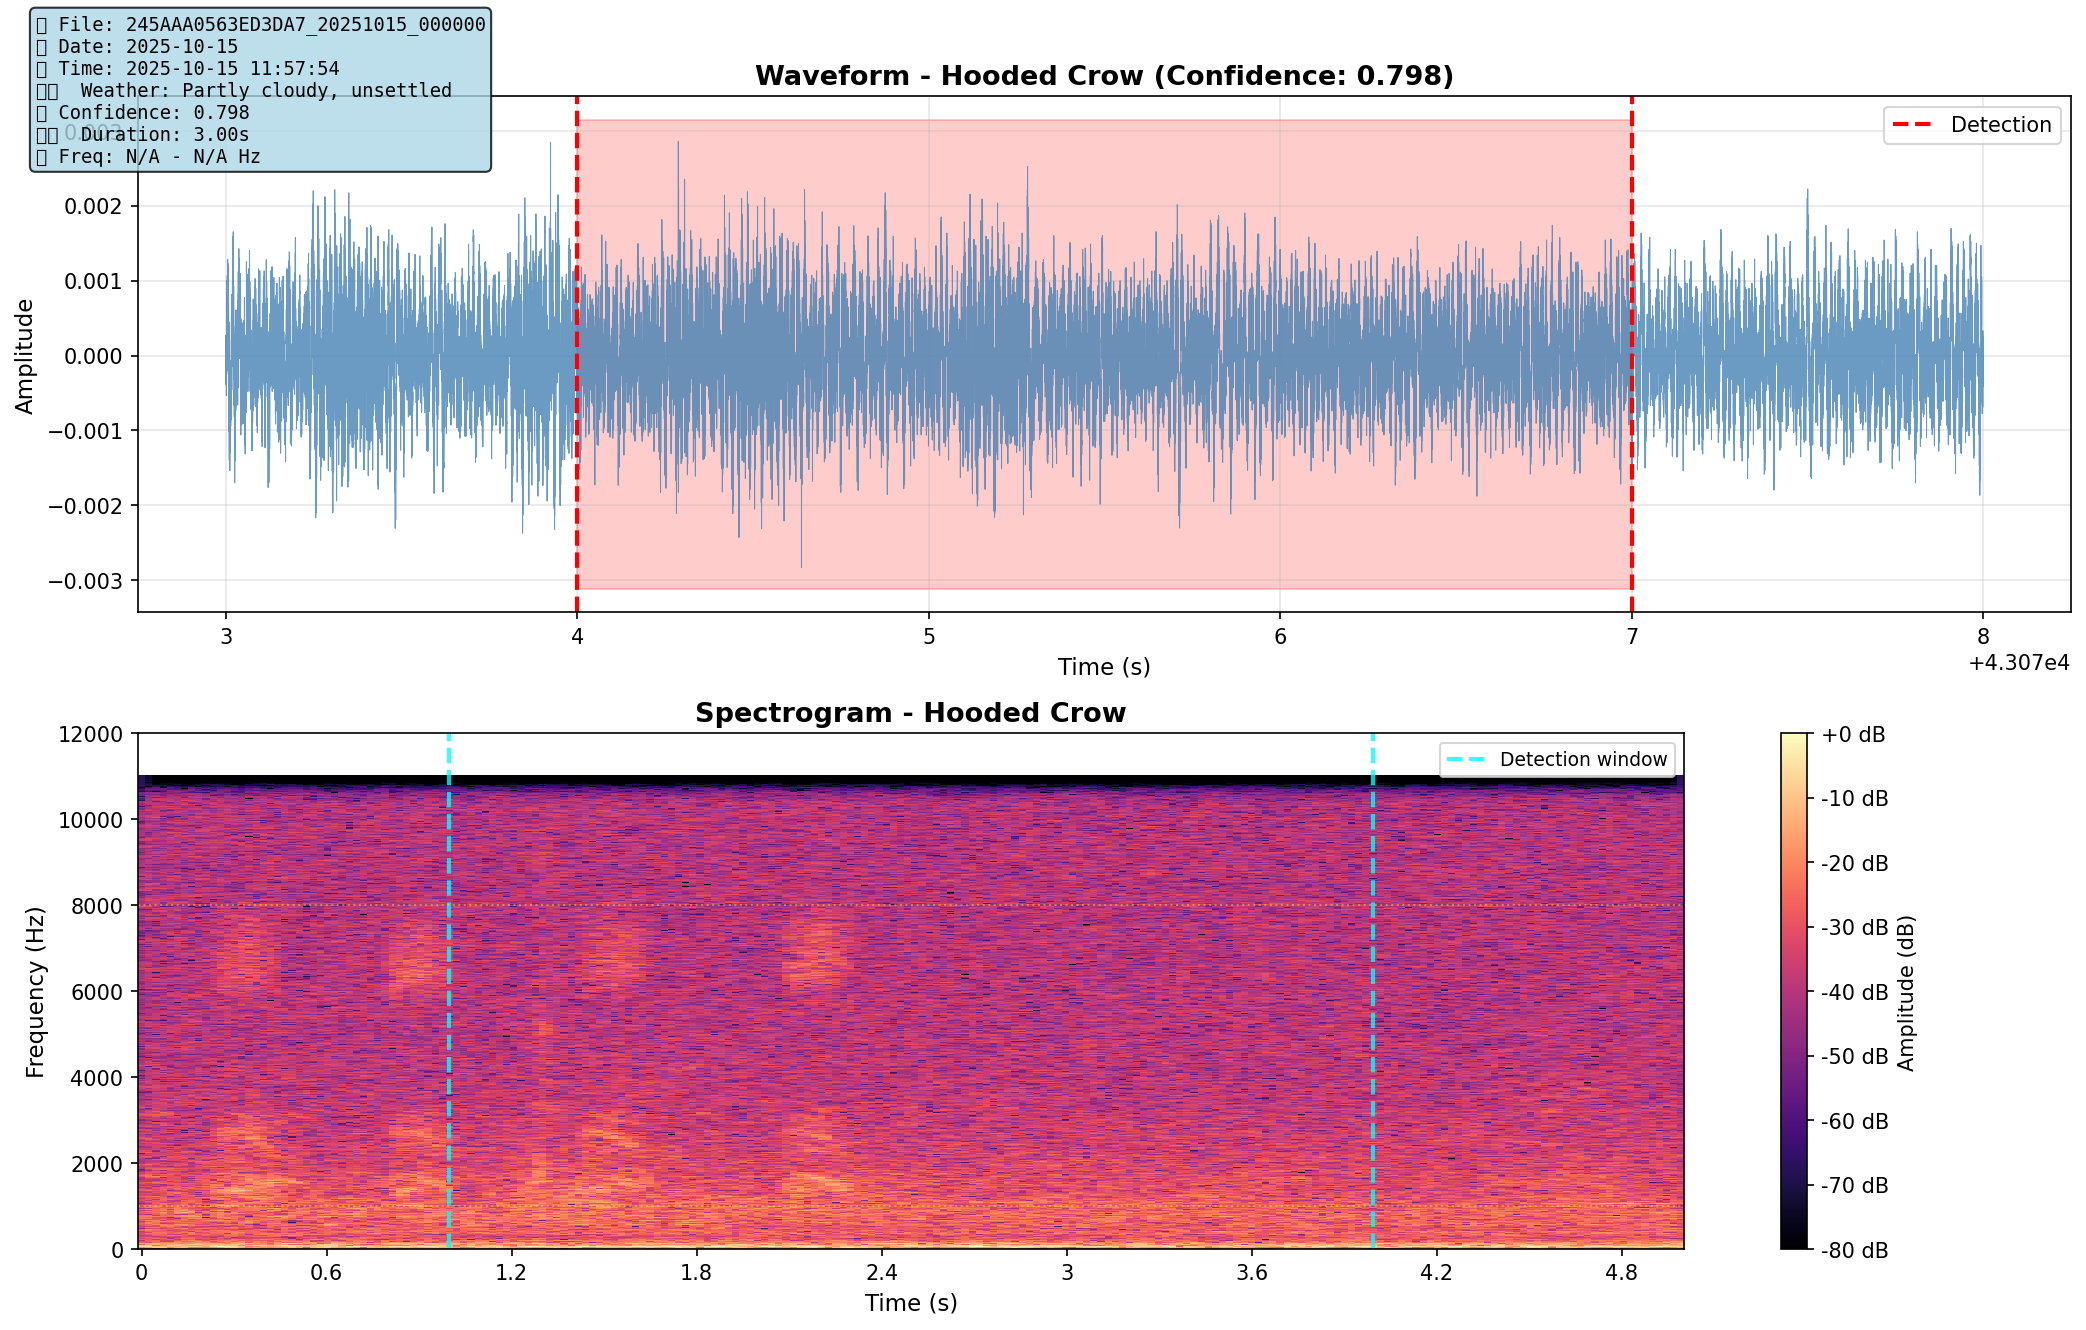 File: 245AAA0563ED3DA7_20251015_000000
Date: 2025-10-15
Time: 2025-10-15 11:57:54
Weather: Partly cloudy, unsettled
Confidence: 0.798
Duration: 3.00s
Freq: N/A - N/A Hz
Waveform - Hooded Crow (Confidence: 0.798)
Detection
0.003
0.002
0.001
0.000
−0.001
−0.002
−0.003
Amplitude
3 4 5 6 7 8
Time (s)
+4.307e4
Spectrogram - Hooded Crow
Detection window
12000
10000
8000
6000
4000
2000
0
Frequency (Hz)
0 0.6 1.2 1.8 2.4 3 3.6 4.2 4.8
Time (s)
+0 dB
-10 dB
-20 dB
-30 dB
-40 dB
-50 dB
-60 dB
-70 dB
-80 dB
Amplitude (dB)